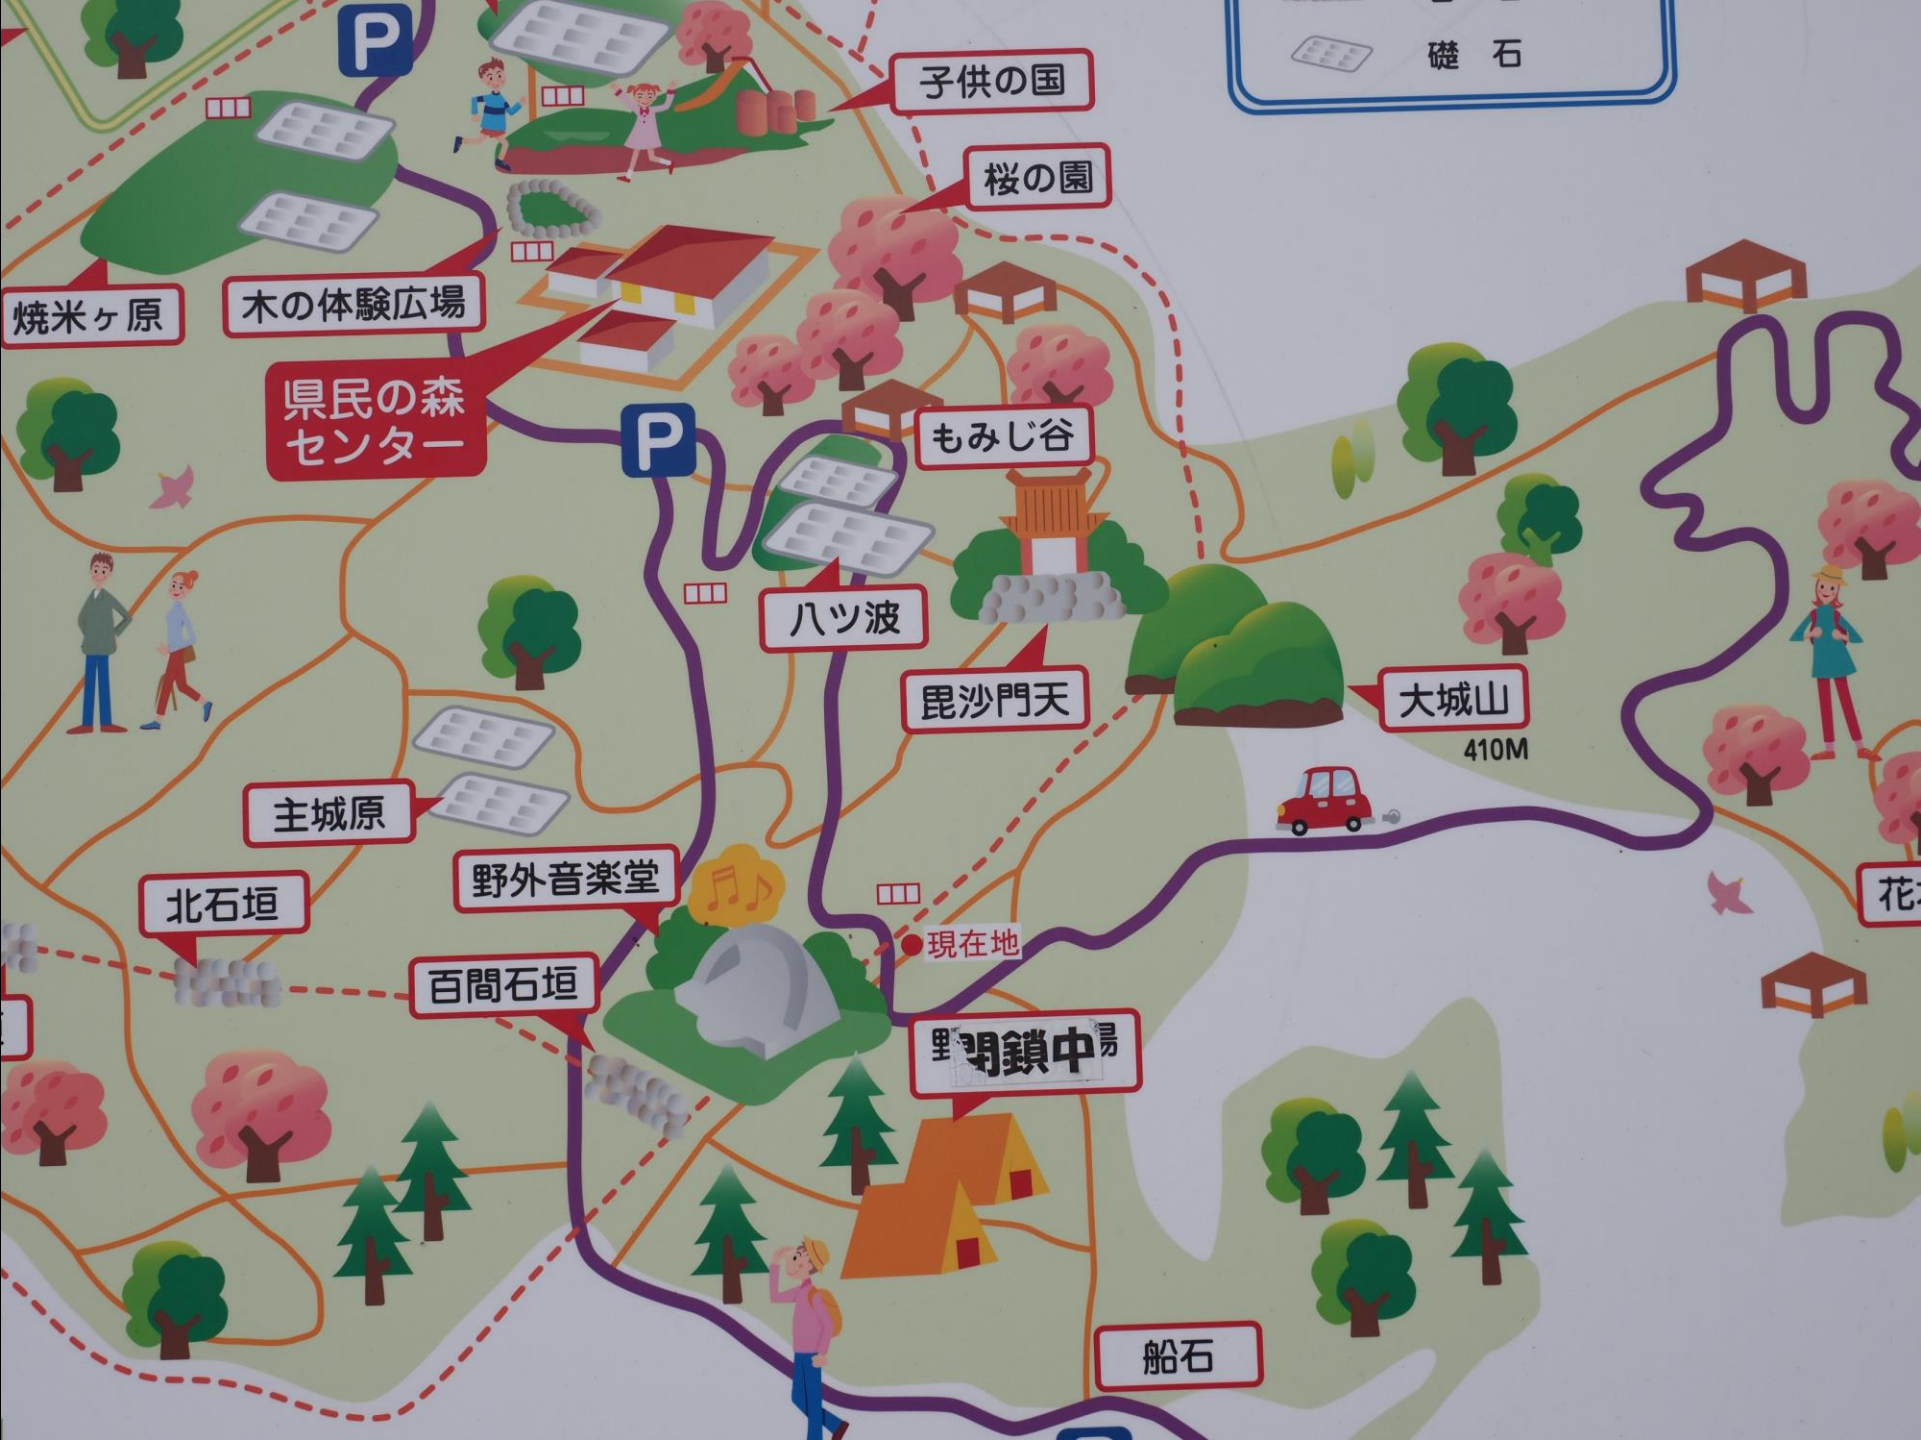 礎 石
P
子供の国
桜の園
焼米ヶ原
木の体験広場
県民の森
センター
P
もみじ谷
八ツ波
毘沙門天
大城山
410M
主城原
野外音楽堂
北石垣
百間石垣
現在地
野
閉鎖中
場
花
船石